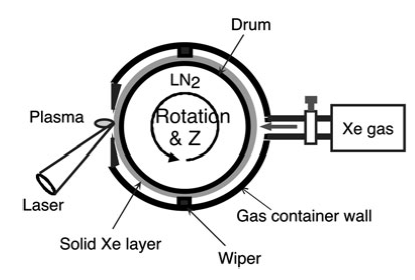 Drum
LN2
Plasma
Rotation
& Z
Xe gas
Laser
Gas container wall
Solid Xe layer
Wiper